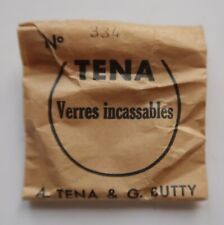 No 334
TENA
Verres incassables
A. TENA & G. BUTTY